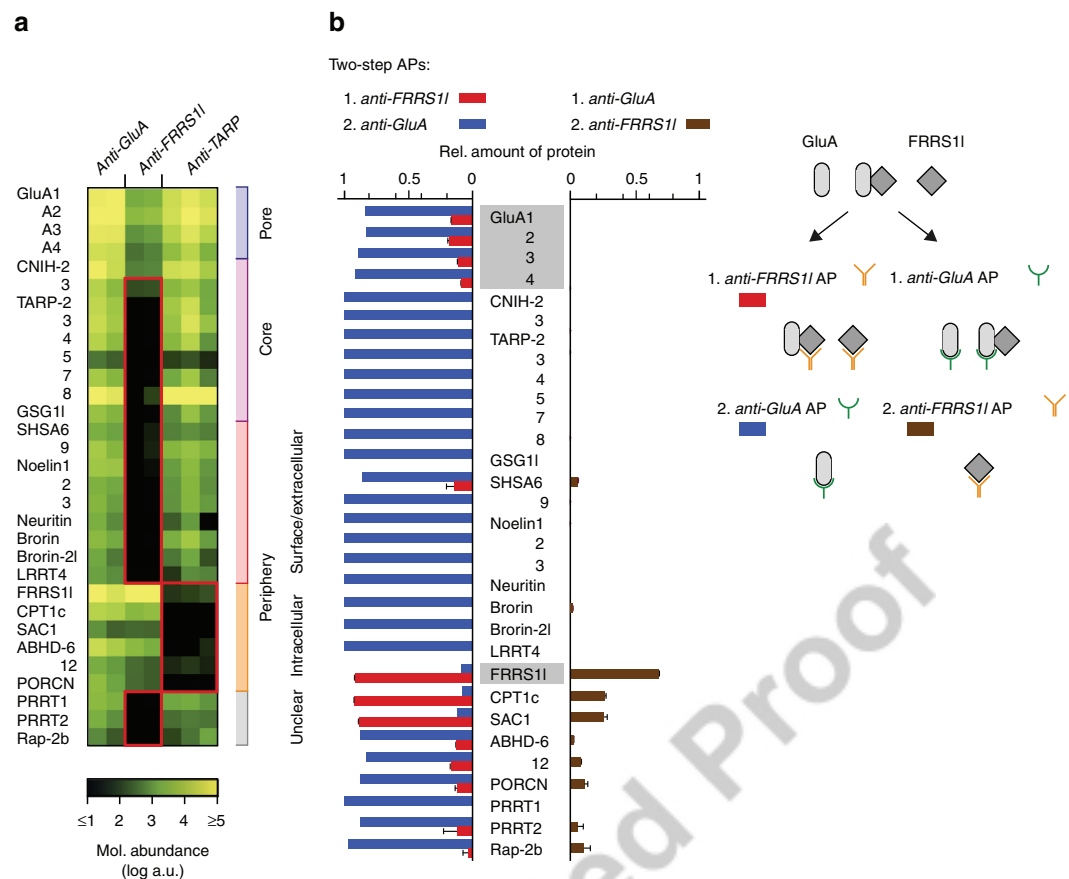 a
Anti-GluA
Anti-FRRS1l
Anti-TARP
GluA1
A2
A3
A4
CNIH-2
3
TARP-2
3
4
5
7
8
GSG1l
SHSA6
9
Noelin1
2
3
Neuritin
Brorin
Brorin-2l
LRRT4
FRRS1l
CPT1c
SAC1
ABHD-6
12
PORCN
PRRT1
PRRT2
Rap-2b
Pore
Core
Periphery
Surface/extracellular
Intracellular
Unclear
≤1 2 3 4 ≥5
Mol. abundance
(log a.u.)
b
Two-step APs:
1. anti-FRRS1l
2. anti-GluA
1. anti-GluA
2. anti-FRRS1l
Rel. amount of protein
1 0.5 0 0 0.5 1
GluA1
2
3
4
CNIH-2
3
TARP-2
3
4
5
7
8
GSG1l
SHSA6
9
Noelin1
2
3
Neuritin
Brorin
Brorin-2l
LRRT4
FRRS1l
CPT1c
SAC1
ABHD-6
12
PORCN
PRRT1
PRRT2
Rap-2b
GluA FRRS1l
1. anti-FRRS1l AP
1. anti-GluA AP
2. anti-GluA AP
2. anti-FRRS1l AP
ed Proof